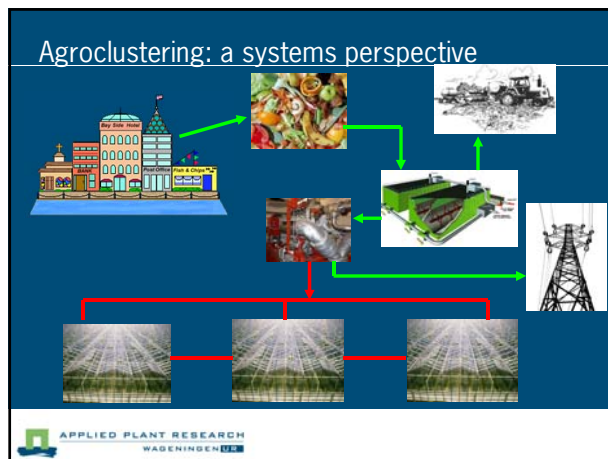 Agroclustering: a systems perspective
Bay Side Hotel
BANK
Post Office
Fish & Chips
APPLIED PLANT RESEARCH
WAGENINGEN UR